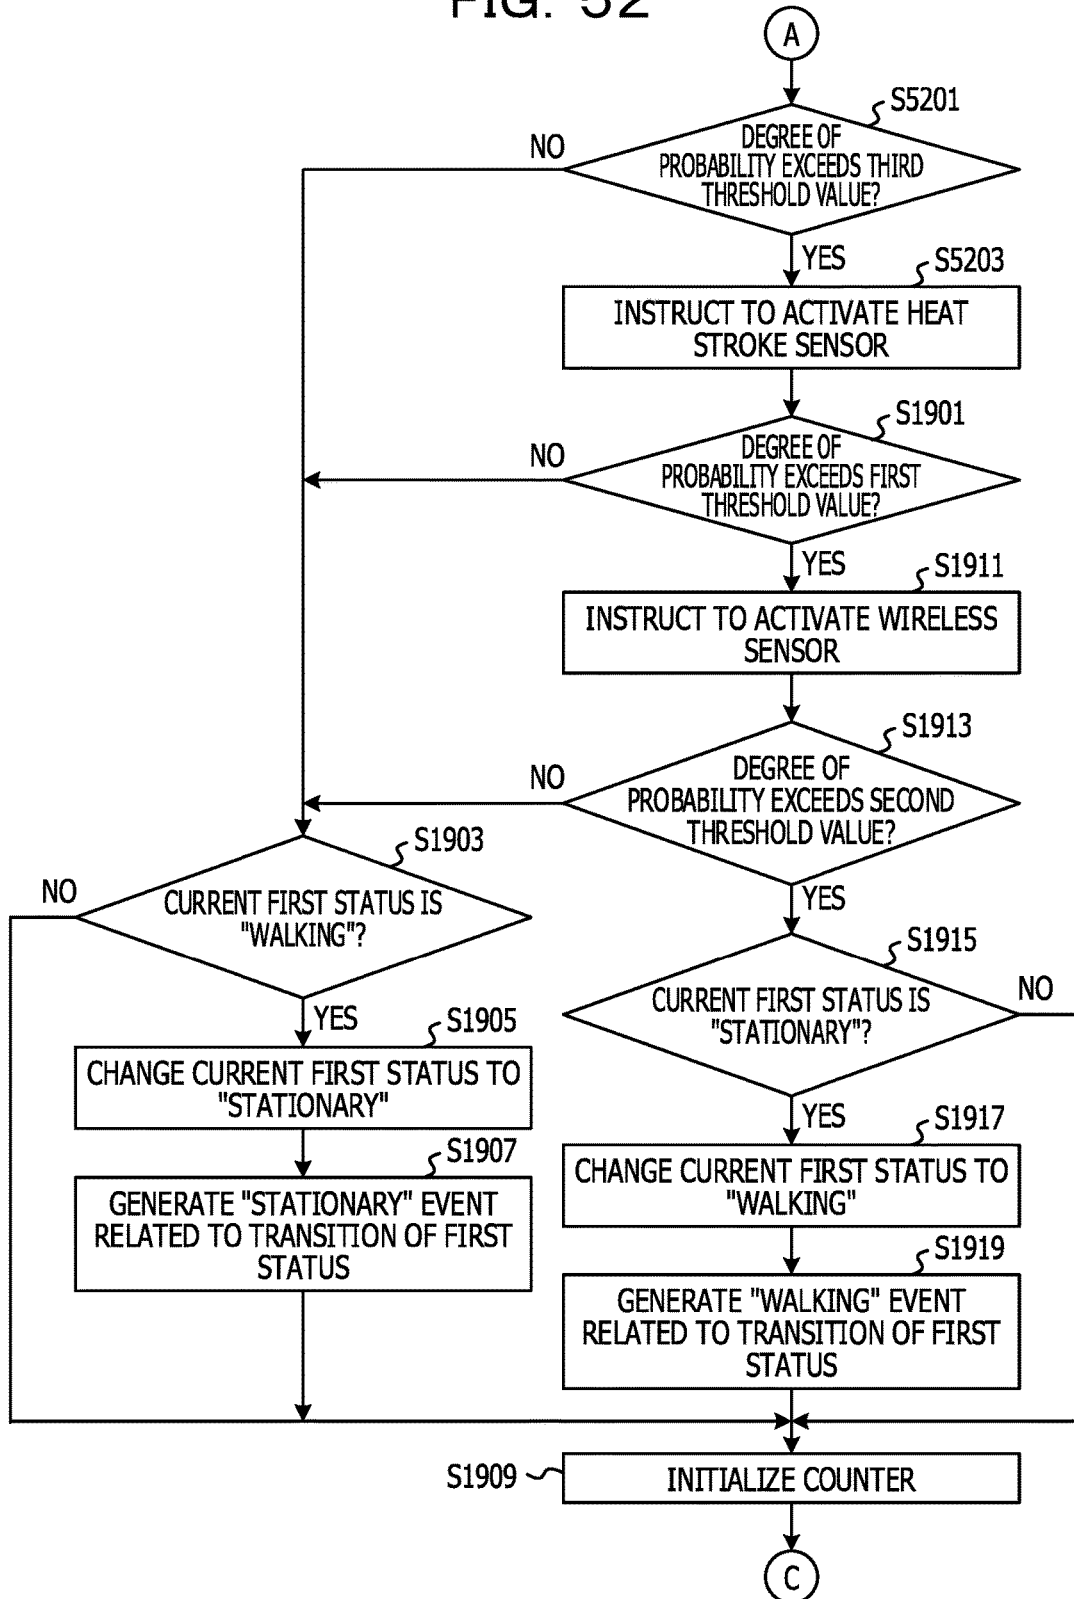 FIG. 52
A
S5201
DEGREE OF
PROBABILITY EXCEEDS THIRD
THRESHOLD VALUE?
NO
YES
S5203
INSTRUCT TO ACTIVATE HEAT
STROKE SENSOR
S1901
DEGREE OF
PROBABILITY EXCEEDS FIRST
THRESHOLD VALUE?
NO
YES
S1911
INSTRUCT TO ACTIVATE WIRELESS
SENSOR
S1913
DEGREE OF
PROBABILITY EXCEEDS SECOND
THRESHOLD VALUE?
NO
YES
S1903
CURRENT FIRST STATUS IS
"WALKING"?
NO
YES
S1905
CHANGE CURRENT FIRST STATUS TO
"STATIONARY"
S1907
GENERATE "STATIONARY" EVENT
RELATED TO TRANSITION OF FIRST
STATUS
S1915
CURRENT FIRST STATUS IS
"STATIONARY"?
NO
YES
S1917
CHANGE CURRENT FIRST STATUS TO
"WALKING"
S1919
GENERATE "WALKING" EVENT
RELATED TO TRANSITION OF FIRST
STATUS
S1909
INITIALIZE COUNTER
C